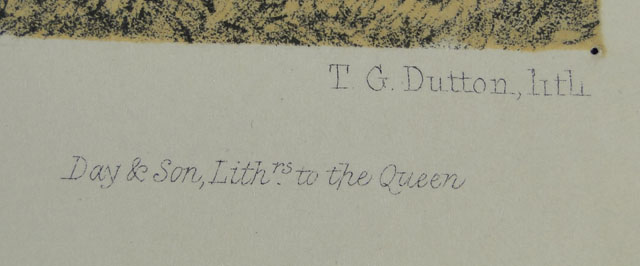 T. G. Dutton, lith
Day & Son, Lith.rs to the Queen